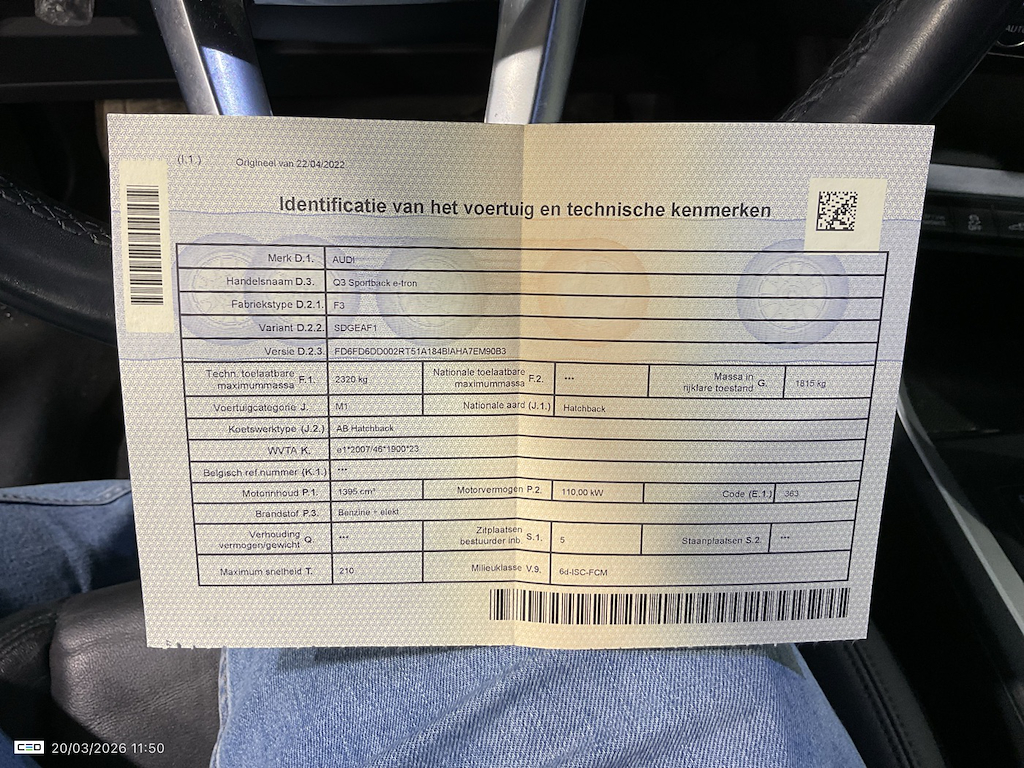 (I.1.) Origineel van 22/04/2022
Identificatie van het voertuig en technische kenmerken
Merk D.1. AUDI
Handelsnaam D.3. Q3 Sportback e-tron
Fabriekstype D.2.1. F3
Variant D.2.2. SDGEAF1
Versie D.2.3. FD6FD6DD002RT51A184BIAHA7EM90B3
Techn. toelaatbare maximummassa F.1. 2320 kg Nationale toelaatbare maximummassa F.2. *** Massa in rijklare toestand G. 1815 kg
Voertuigcategorie J. M1 Nationale aard (J.1.) Hatchback
Koetswerktype (J.2.) AB Hatchback
WVTA K. e1*2007/46*1900*23
Belgisch ref.nummer (K.1.) ***
Motorinhoud P.1. 1395 cm³ Motorvermogen P.2. 110,00 kW Code (E.1.) 363
Brandstof P.3. Benzine + elekt
Verhouding vermogen/gewicht Q. *** Zitplaatsen bestuurder inb. S.1. 5 Staanplaatsen S.2. ***
Maximum snelheid T. 210 Milieuklasse V.9. 6d-ISC-FCM
CEO 20/03/2026 11:50